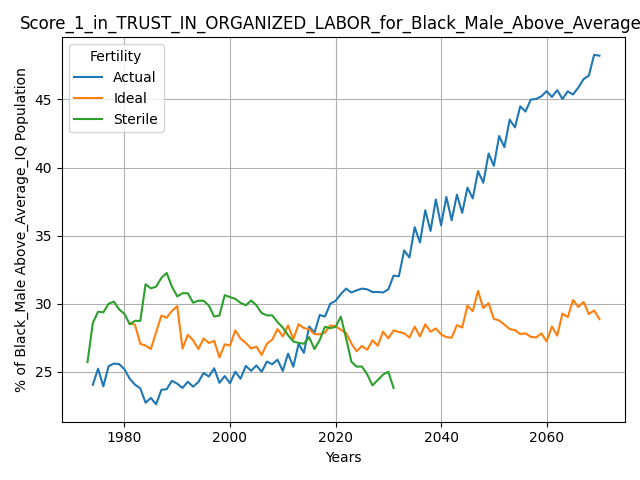 Score_1_in_TRUST_IN_ORGANIZED_LABOR_for_Black_Male_Above_Average
Fertility
Actual
Ideal
Sterile
% of Black_Male Above_Average_IQ Population
45
40
35
30
25
1980
2000
2020
2040
2060
Years